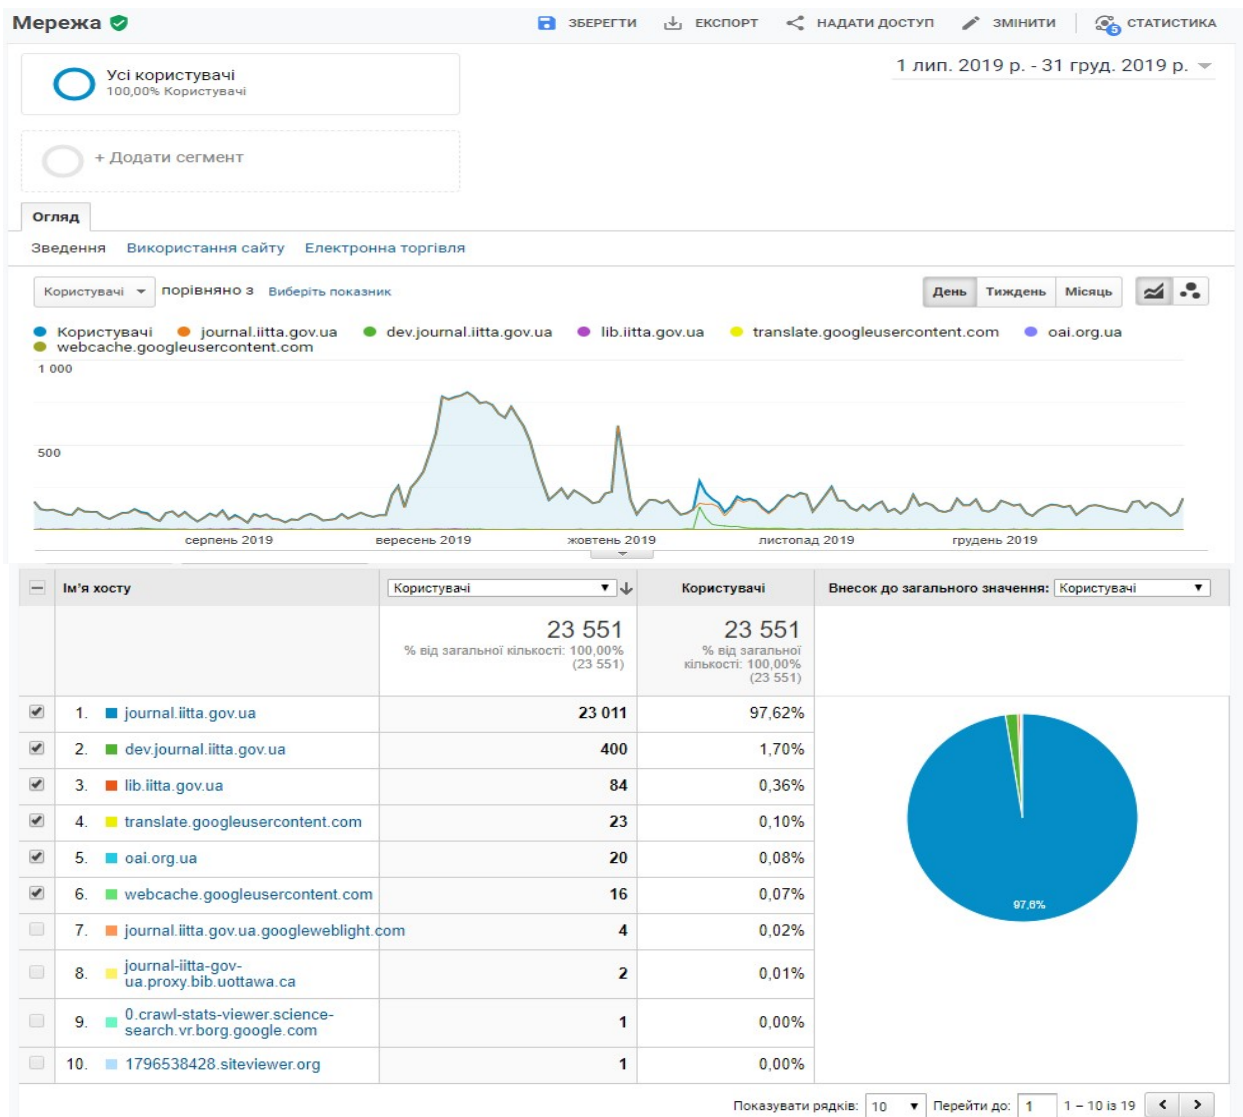 Мережа
ЗБЕРЕГТИ ЕКСПОРТ НАДАТИ ДОСТУП ЗМІНИТИ 5 СТАТИСТИКА
Усі користувачі
100,00% Користувачі
1 лип. 2019 р. - 31 груд. 2019 р.
+ Додати сегмент
Огляд
Зведення Використання сайту Електронна торгівля
Користувачі порівняно з Виберіть показник
День Тиждень Місяць
Користувачі journal.iitta.gov.ua dev.journal.iitta.gov.ua lib.iitta.gov.ua translate.googleusercontent.com oai.org.ua
webcache.googleusercontent.com
1 000
500
серпень 2019 вересень 2019 жовтень 2019 листопад 2019 грудень 2019
Ім'я хосту Користувачі Користувачі Внесок до загального значення: Користувачі
23 551 23 551
% від загальної кількості: 100,00% % від загальної
(23 551) кількості: 100,00%
(23 551)
1. journal.iitta.gov.ua 23 011 97,62%
2. dev.journal.iitta.gov.ua 400 1,70%
3. lib.iitta.gov.ua 84 0,36%
4. translate.googleusercontent.com 23 0,10%
5. oai.org.ua 20 0,08%
6. webcache.googleusercontent.com 16 0,07%
97,6%
7. journal.iitta.gov.ua.googleweblight.com 4 0,02%
8. journal-iitta-gov-
ua.proxy.bib.uottawa.ca 2 0,01%
9. 0.crawl-stats-viewer.science-
search.vr.borg.google.com 1 0,00%
10. 1796538428.siteviewer.org 1 0,00%
Показувати рядків: 10 Перейти до: 1 1 – 10 із 19